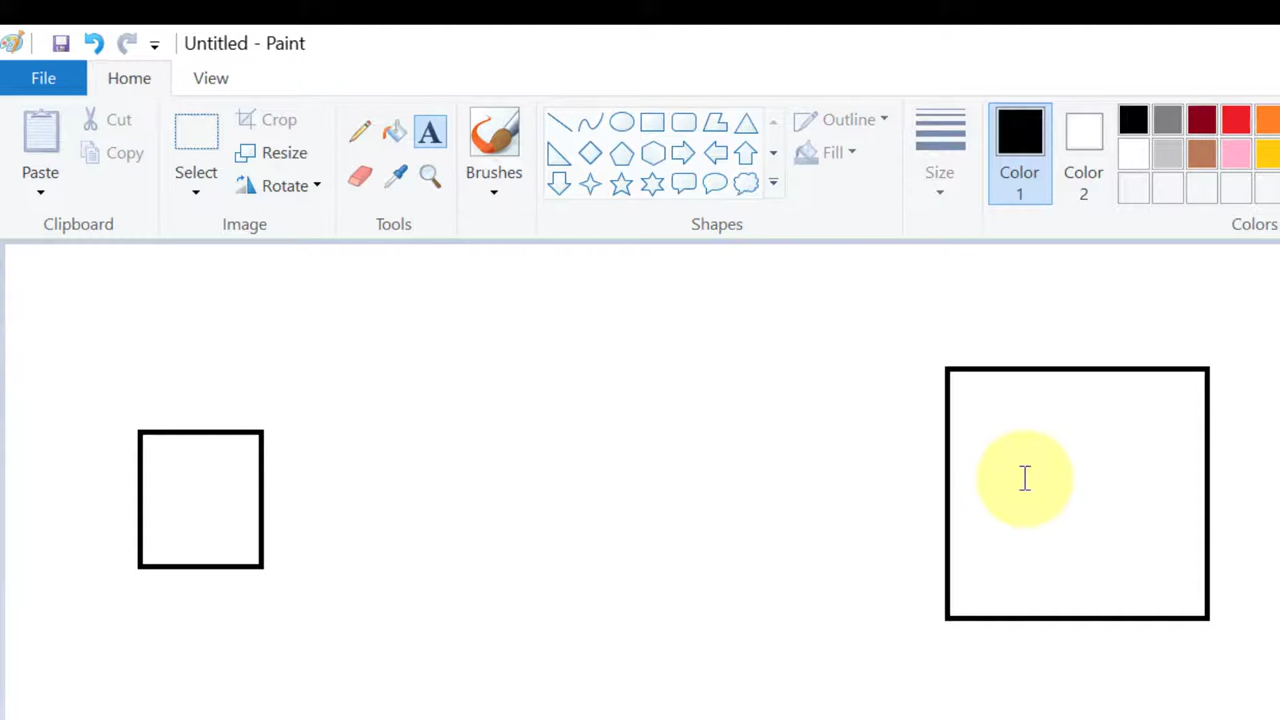 Untitled - Paint
File Home View
Cut Crop A Outline
Copy Resize Fill
Paste Select Rotate Brushes Size Color 1 Color 2
Clipboard Image Tools Shapes Colors